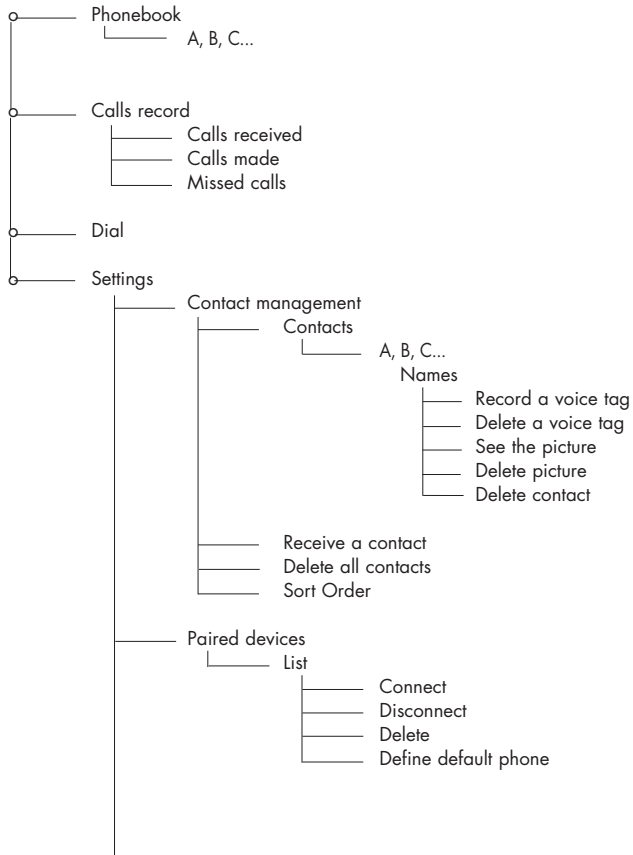 Phonebook
A, B, C...
Calls record
Calls received
Calls made
Missed calls
Dial
Settings
Contact management
Contacts
A, B, C...
Names
Record a voice tag
Delete a voice tag
See the picture
Delete picture
Delete contact
Receive a contact
Delete all contacts
Sort Order
Paired devices
List
Connect
Disconnect
Delete
Define default phone